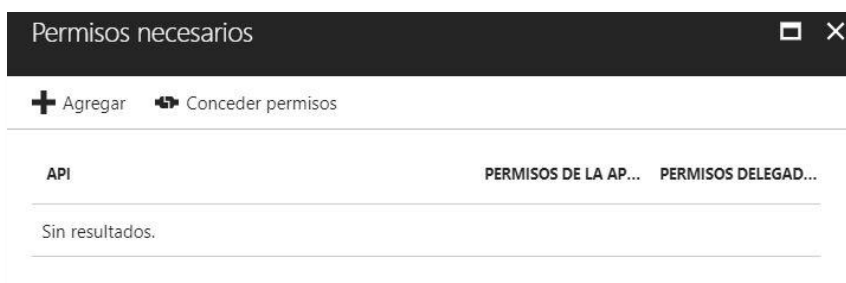 Permisos necesarios
Agregar Conceder permisos
API PERMISOS DE LA AP... PERMISOS DELEGAD...
Sin resultados.